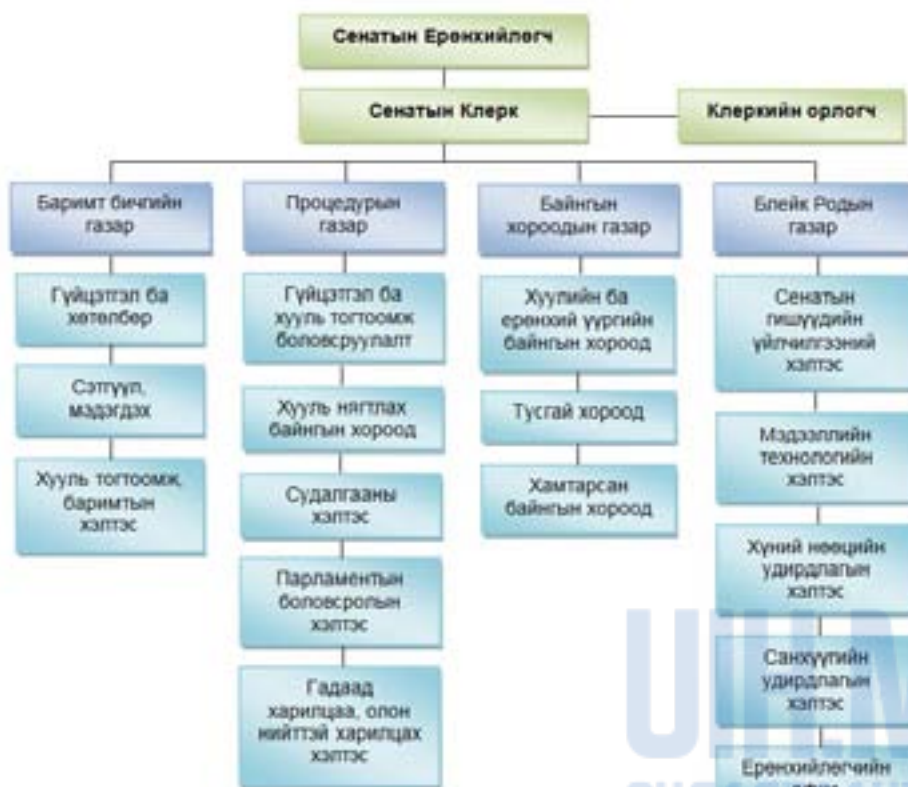 Сенатын Ерөнхийлөгч
Сенатын Клерк
Клеркийн орлогч
Баримт бичгийн
газар
Гүйцэтгэл ба
хөтөлбөр
Сэтгүүл,
мэдэгдэх
Хууль тогтоомж,
баримтын
хэлтэс
Процедурын
газар
Гүйцэтгэл ба
хууль тогтоомж
боловсруулалт
Хууль нягтлах
байнгын хороод
Судалгааны
хэлтэс
Парламентын
боловсролын
хэлтэс
Гадаад
харилцаа, олон
нийттэй харилцах
хэлтэс
Байнгын
хороодын газар
Хуулийн ба
ерөнхий үүргийн
байнгын хороод
Тусгай хороод
Хамтарсан
байнгын хороод
Блейк Родын
газар
Сенатын
гишүүдийн
үйлчилгээний
хэлтэс
Мэдээллийн
технологийн
хэлтэс
Хүний нөөцийн
удирдлагын
хэлтэс
Санхүүгийн
удирдлагын
хэлтэс
Ерөнхийлөгчийн